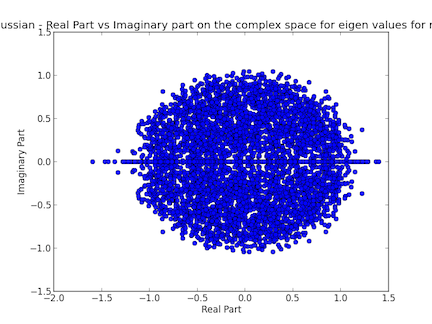 ussian - Real Part vs Imaginary part on the complex space for eigen values for
1.5
1.0
0.5
0.0
−0.5
−1.0
−1.5
Imaginary Part
−2.0 −1.5 −1.0 −0.5 0.0 0.5 1.0 1.5
Real Part